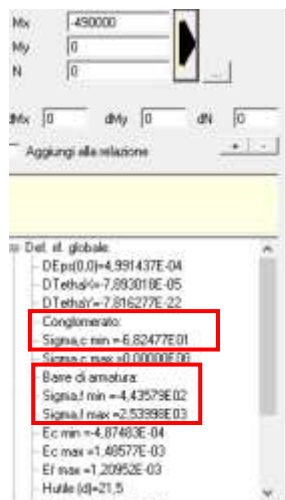 Mx -490000
My 0
N 0
...
dMx 0 dMy 0 dN 0
Aggiungi alla relazione + -
Def. rif. globale:
DEps(0,0)=4,991437E-04
DTethaX=-7,893018E-05
DTethaY=-7,816277E-22
Conglomerato:
Sigma,c min =-6,82477E01
Sigma,c max =0,00000E00
Barre di armatura:
Sigma,f min =-4,43579E02
Sigma,f max =2,53998E03
Ec min =-4,87483E-04
Ec max =1,48577E-03
Ef max =1,20952E-03
Hutile (d)=21,5